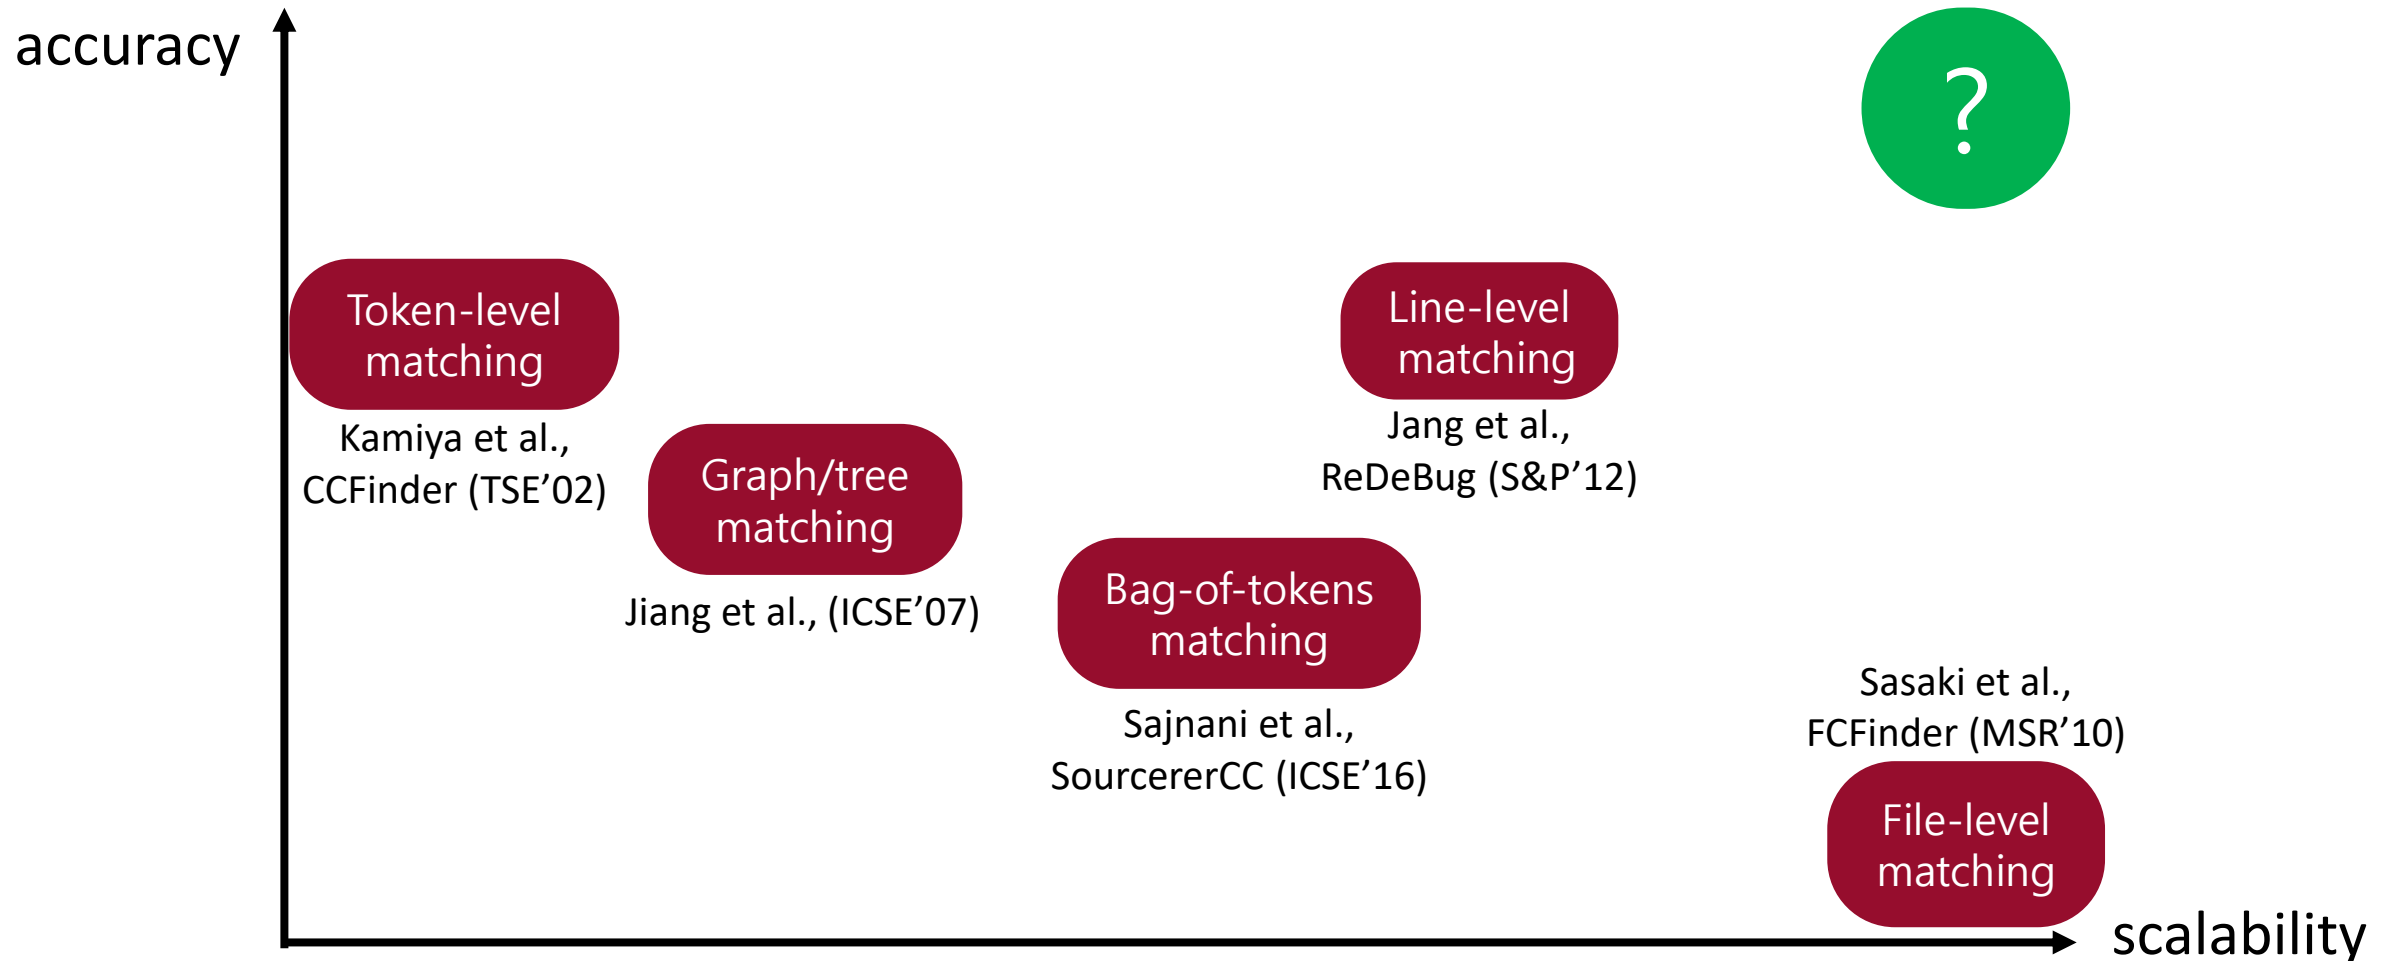 accuracy
?
Token-level
matching
Kamiya et al.,
CCFinder (TSE’02)
Graph/tree
matching
Jiang et al., (ICSE’07)
Line-level
matching
Jang et al.,
ReDeBug (S&P’12)
Bag-of-tokens
matching
Sajnani et al.,
SourcererCC (ICSE’16)
Sasaki et al.,
FCFinder (MSR’10)
File-level
matching
scalability